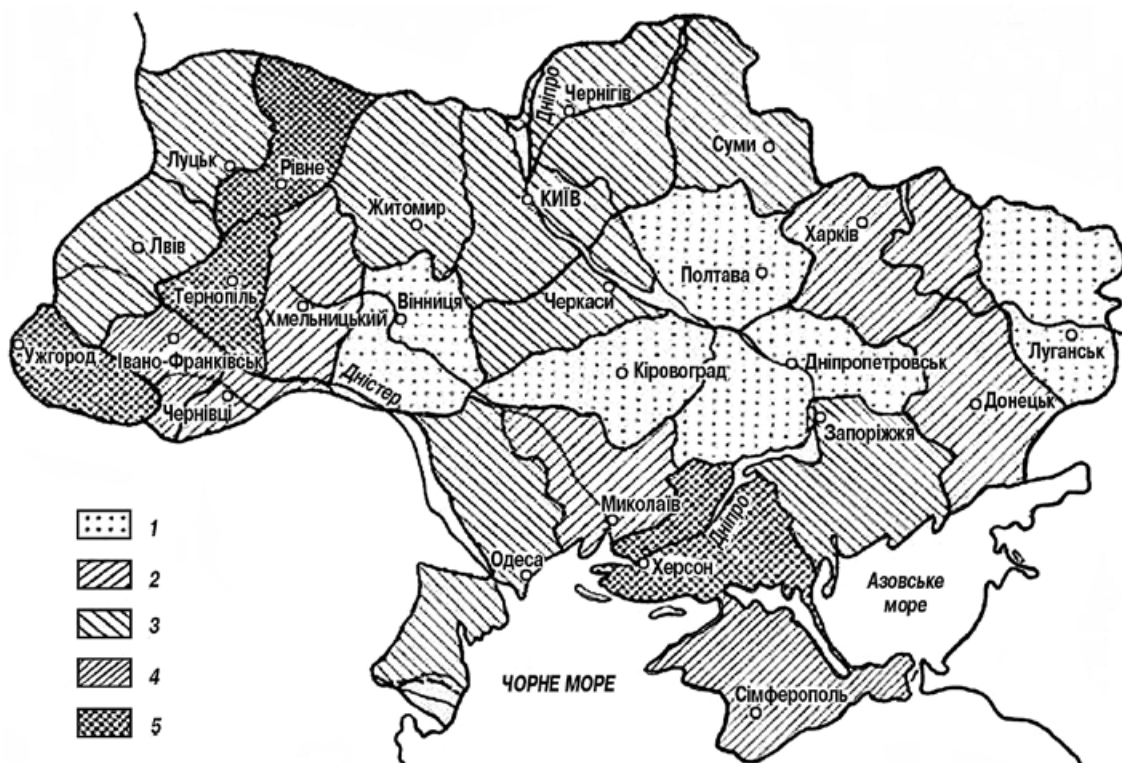 Дніпро
Чернігів
Суми
Луцьк
Рівне
Житомир
КИЇВ
Харків
Львів
Полтава
Тернопіль
Хмельницький
Вінниця
Черкаси
Луганськ
Ужгород
Івано-Франківськ
Чернівці
Дністер
Кіровоград
Дніпропетровськ
Донецьк
Запоріжжя
Миколаїв
Дніпро
Одеса
Херсон
Азовське
море
ЧОРНЕ МОРЕ
Сімферополь
1
2
3
4
5